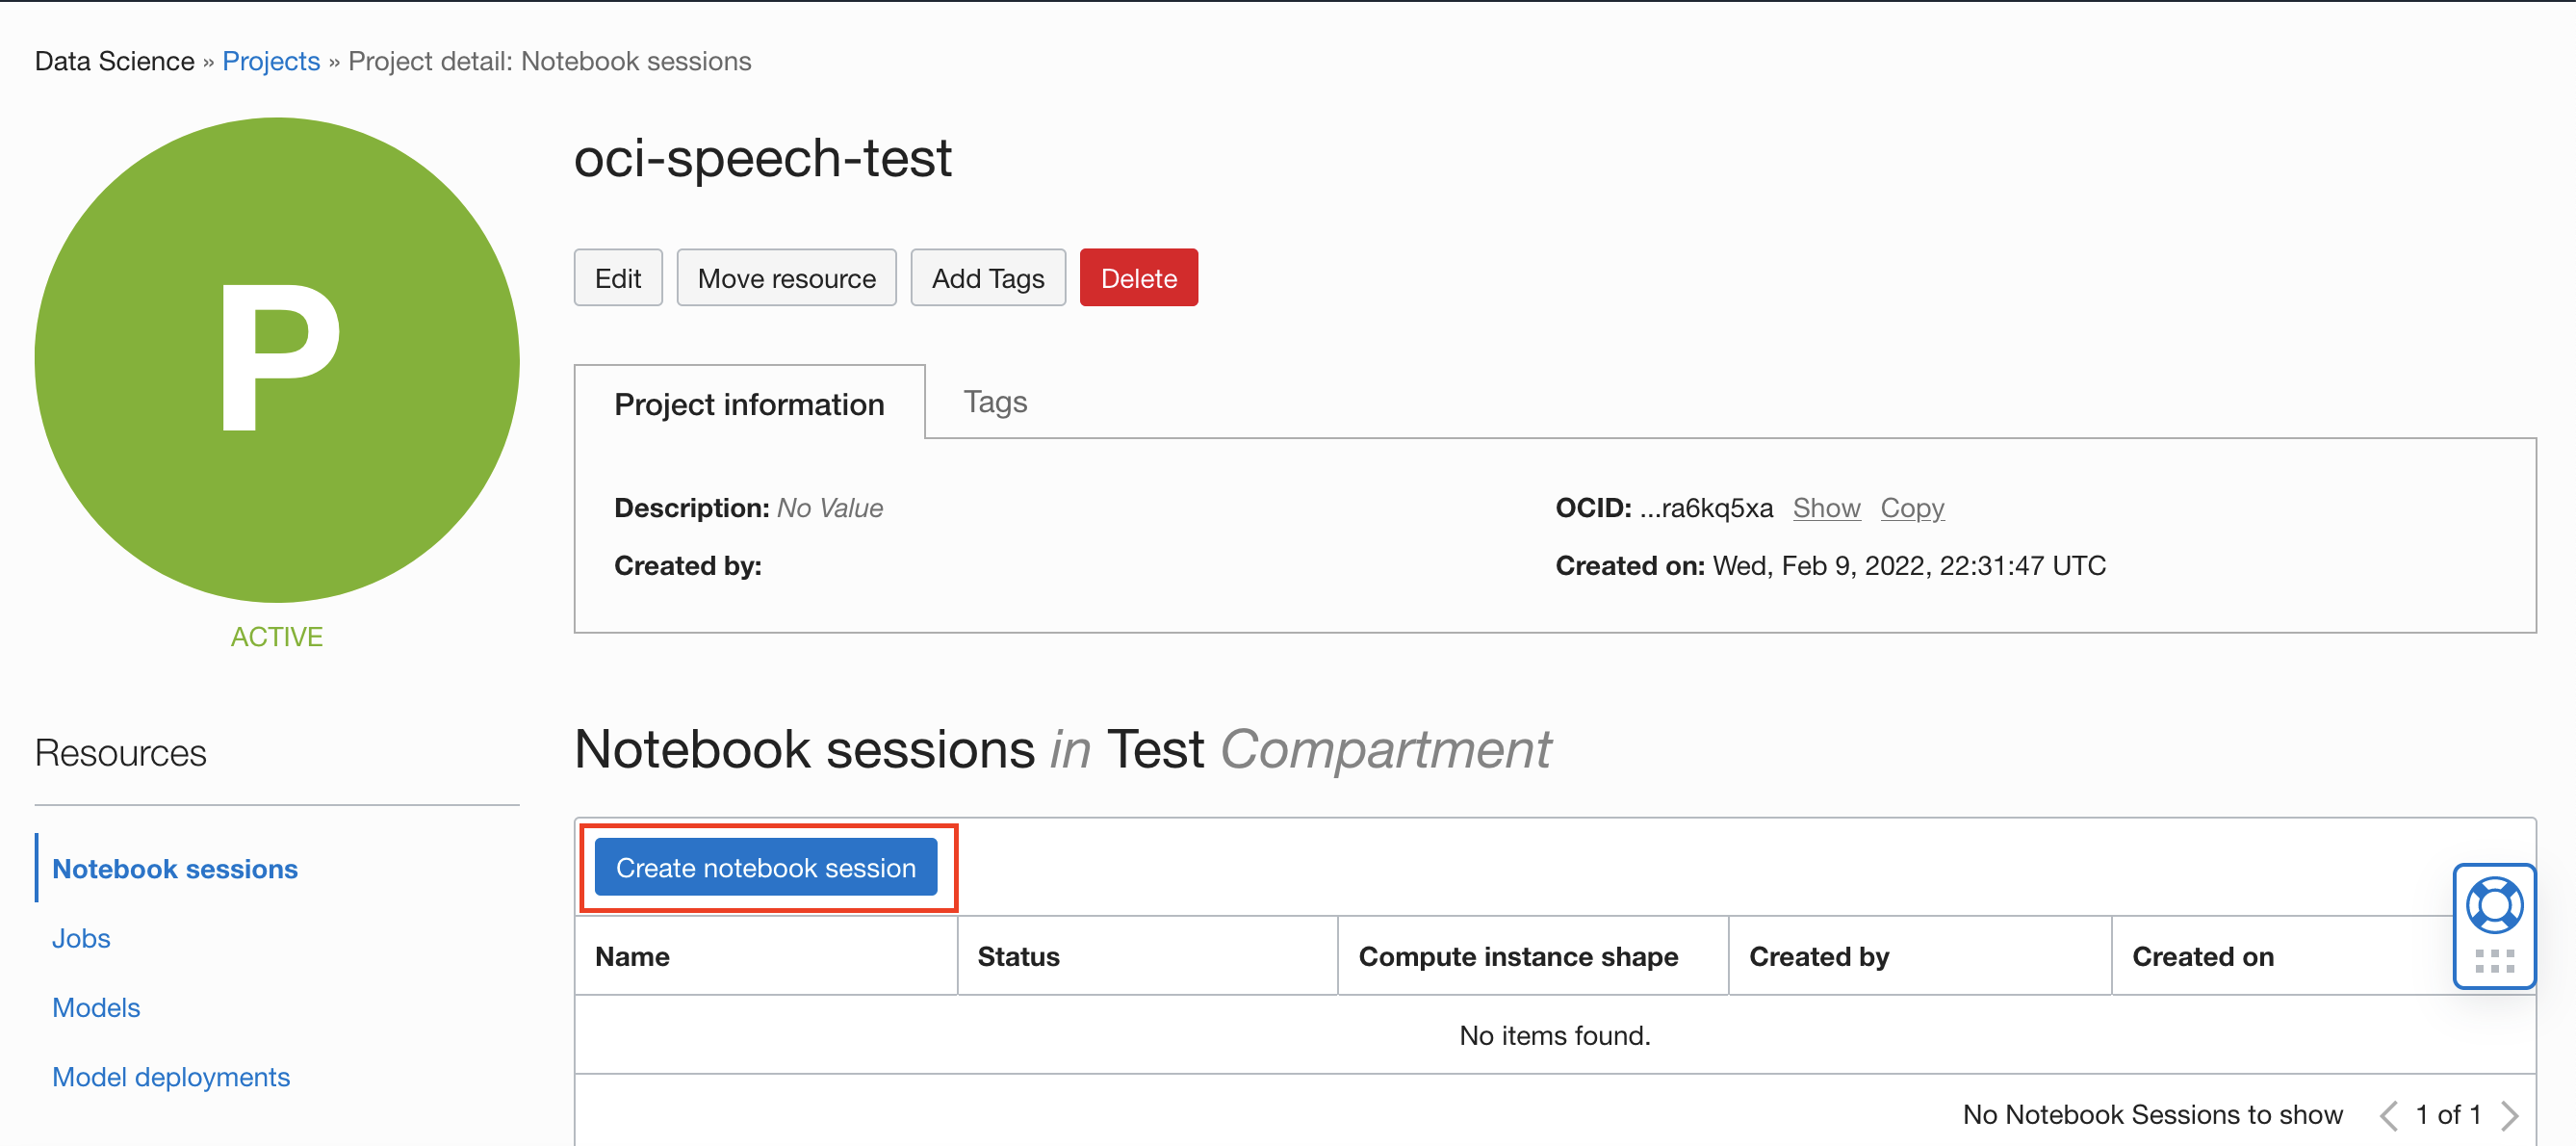 Data Science » Projects » Project detail: Notebook sessions
P
ACTIVE
oci-speech-test
Edit Move resource Add Tags Delete
Project information Tags
Description: No Value OCID: ...ra6kq5xa Show Copy
Created by: Created on: Wed, Feb 9, 2022, 22:31:47 UTC
Resources
Notebook sessions
Jobs
Models
Model deployments
Notebook sessions in Test Compartment
Create notebook session
Name Status Compute instance shape Created by Created on
No items found.
No Notebook Sessions to show 1 of 1